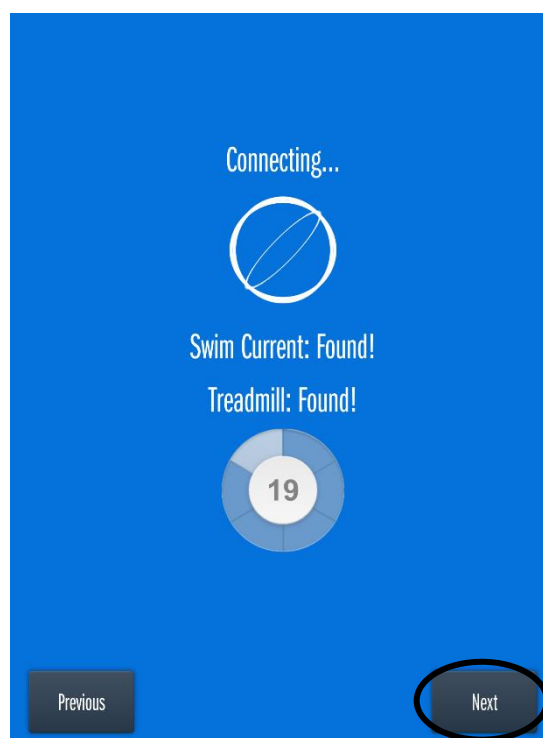 Connecting...
Swim Current: Found!
Treadmill: Found!
19
Previous
Next